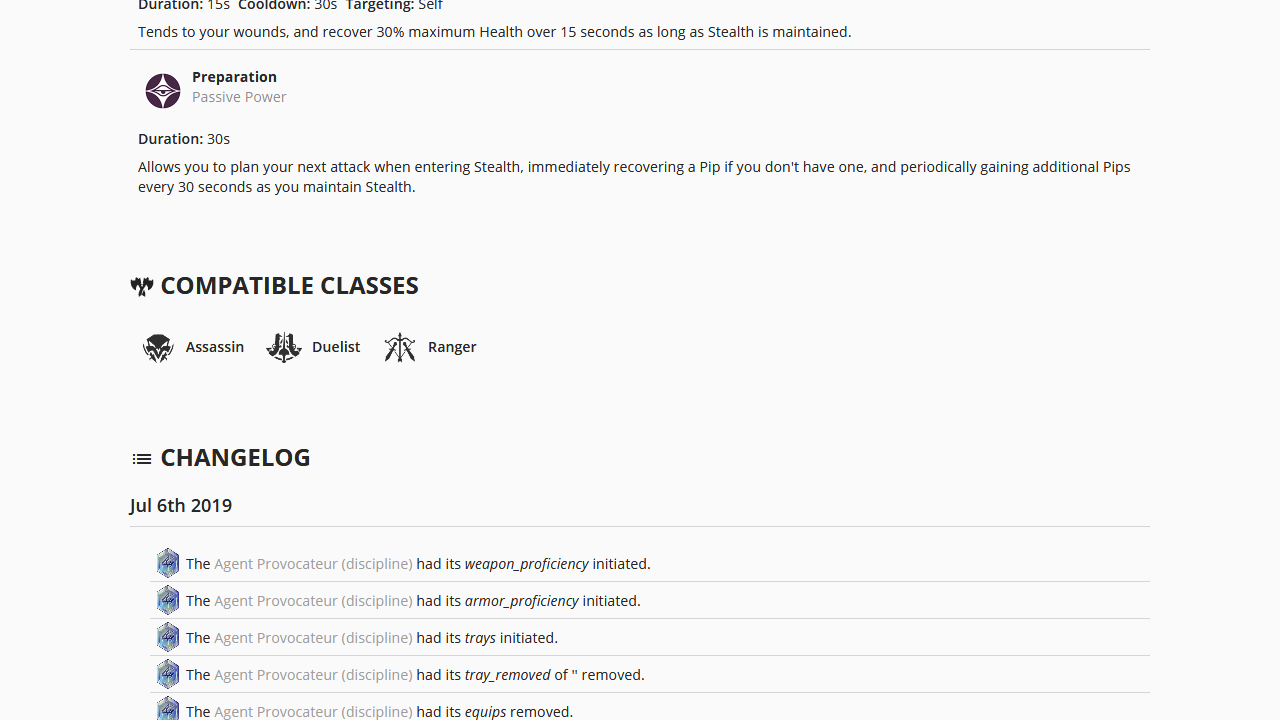 Duration: 15s Cooldown: 30s Targeting: Self
Tends to your wounds, and recover 30% maximum Health over 15 seconds as long as Stealth is maintained.
Preparation
Passive Power
Duration: 30s
Allows you to plan your next attack when entering Stealth, immediately recovering a Pip if you don't have one, and periodically gaining additional Pips
every 30 seconds as you maintain Stealth.
COMPATIBLE CLASSES
Assassin Duelist Ranger
CHANGELOG
Jul 6th 2019
The Agent Provocateur (discipline) had its weapon_proficiency initiated.
The Agent Provocateur (discipline) had its armor_proficiency initiated.
The Agent Provocateur (discipline) had its trays initiated.
The Agent Provocateur (discipline) had its tray_removed of '' removed.
The Agent Provocateur (discipline) had its equips removed.